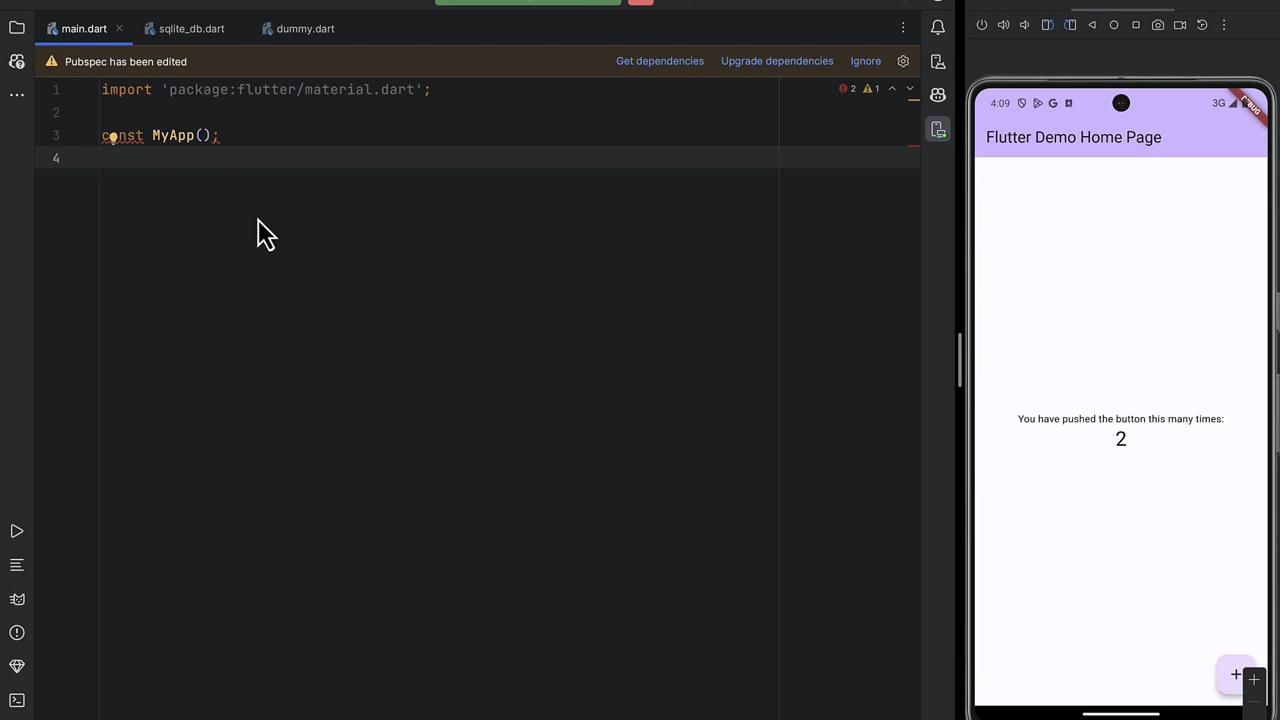 main.dart
sqlite_db.dart
dummy.dart
Pubspec has been edited
Get dependencies
Upgrade dependencies
Ignore
1 import 'package:flutter/material.dart';
2 1
2
3 const MyApp();
4
4:09
3G
Flutter Demo Home Page
You have pushed the button this many times:
2